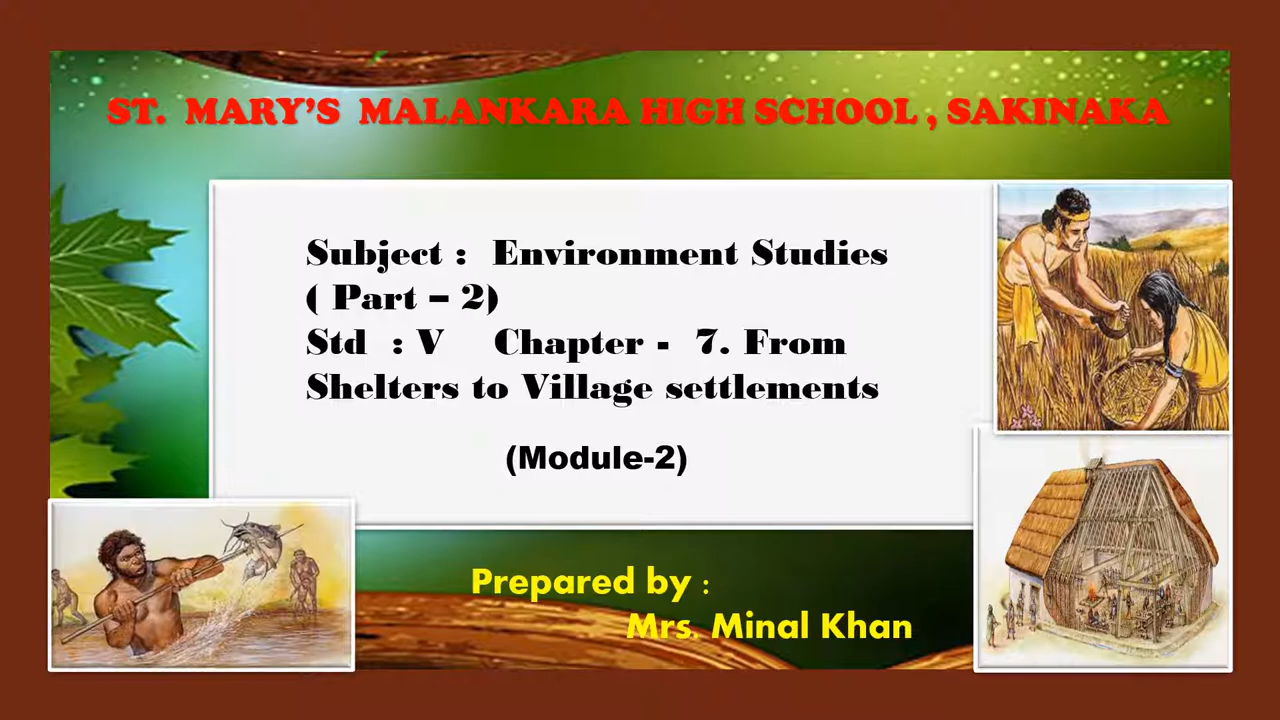 ST. MARY'S MALANKARA HIGH SCHOOL , SAKINAKA
Subject : Environment Studies
( Part – 2)
Std : V Chapter - 7. From
Shelters to Village settlements
(Module-2)
Prepared by :
Mrs. Minal Khan